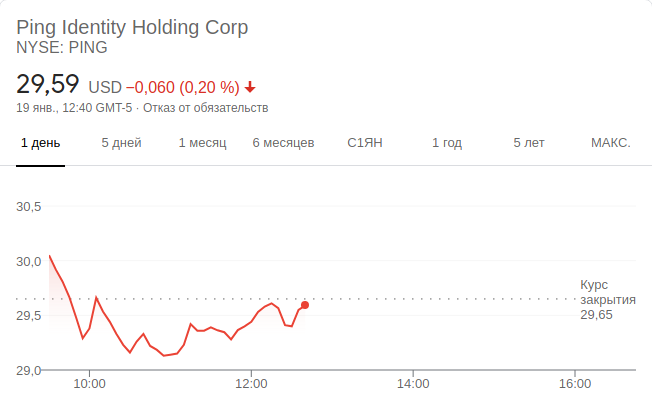 Ping Identity Holding Corp
NYSE: PING
29,59 USD −0,060 (0,20 %)
19 янв., 12:40 GMT-5 · Отказ от обязательств
1 день 5 дней 1 месяц 6 месяцев С1ЯН 1 год 5 лет МАКС.
30,5
30,0
Курс
закрытия
29,5 29,65
29,0
10:00 12:00 14:00 16:00